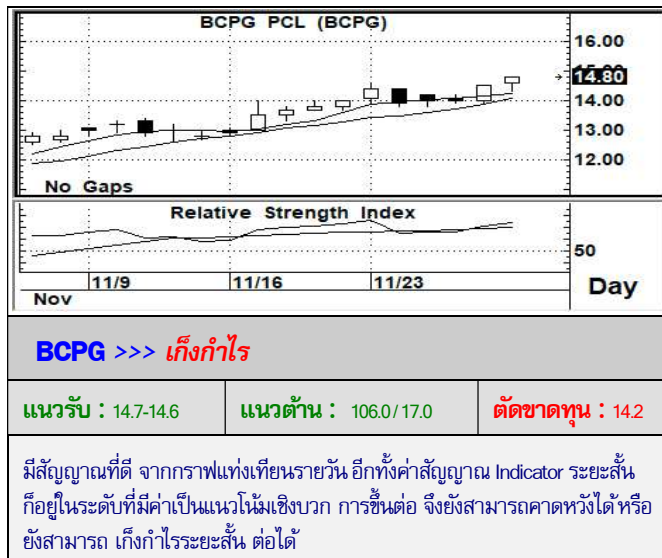 BCPG PCL (BCPG)
16.00
14.80
14.00
13.00
12.00
No Gaps
Relative Strength Index
50
11/9 11/16 11/23
Nov
Day
BCPG >>> เก็งกำไร
แนวรับ : 14.7-14.6
แนวต้าน : 106.0/17.0
ตัดขาดทุน : 14.2
มีสัญญาณที่ดี จากกราฟแท่งเทียนรายวัน อีกทั้งค่าสัญญาณ Indicator ระยะสั้น
ก็อยู่ในระดับที่มีค่าเป็นแนวโน้มเชิงบวก การขึ้นต่อ จึงยังสามารถคาดหวังได้หรือ
ยังสามารถ เก็งกำไรระยะสั้น ต่อได้